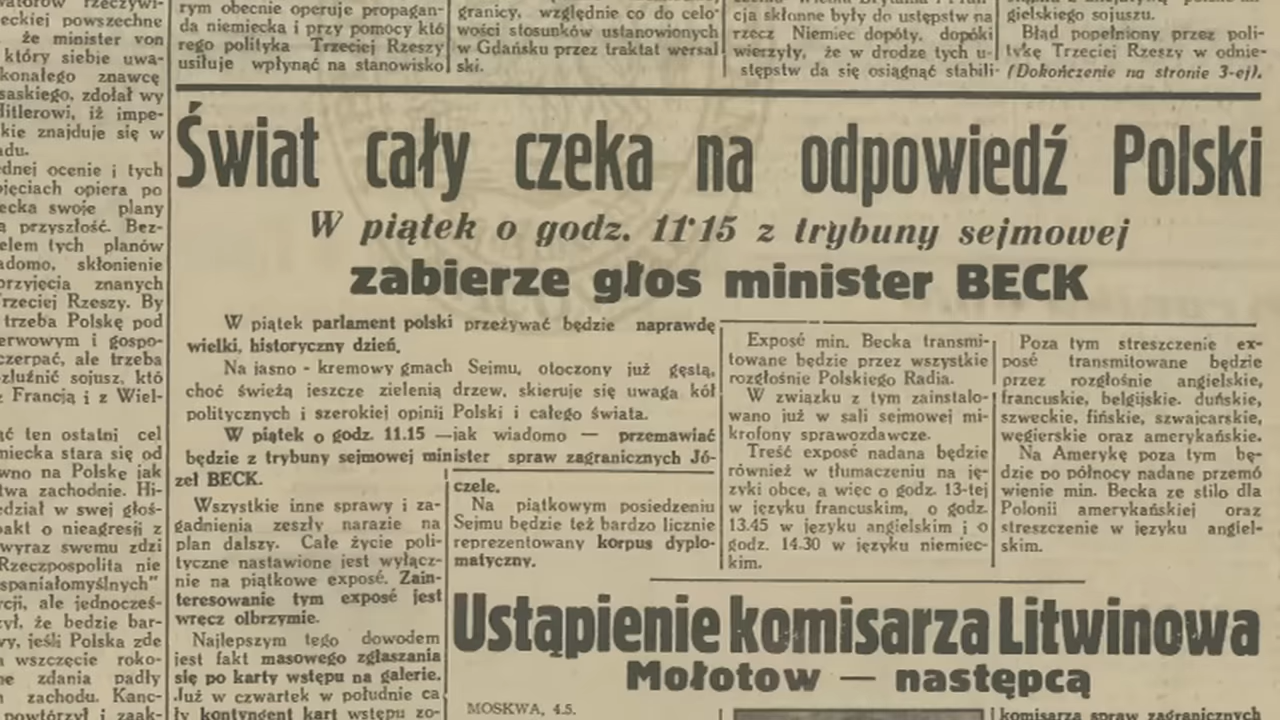 rzeczywi-
eckiej powszechne
że minister von
który siebie uwa-
konałego znawcę
saskiego, zdołał wy
Hitlerowi, iż impe-
kie znajduje się w
adu.
ednej ocenie i tych
ięciach opiera po
ecka swoje plany
ą przyszłość. Bez-
elem tych planów
adomo, skłonienie
przyjęcia znanych
Trzeciej Rzeszy. By
trzeba Polskę pod
erwowym i gospo-
czerpać, ale trzeba
zluźnić sojusz, któ
z Francją i z Wiel-
ąć ten ostatni cel
niecka stara się od
wno na Polskę jak
twa zachodnie. Hi-
edział w swej głoś-
pakt o nieagresji z
wyraz swemu zdzi
Rzeczpospolita nie
spaniałomyślnych"
rcji, ale jednocześ-
zył, że będzie bar-
wy, jeśli Polska zde
a wszczęcie roko-
ne zdania padły
n zachodu. Kanc-
powtórzył i zaak-
rym obecnie operuje propagan-
da niemiecka i przy pomocy któ
rego polityka Trzeciej Rzeszy
usiłuje wpłynąć na stanowisko
granicy, względnie co do celo-
wości stosunków ustanowionych
w Gdańsku przez traktat wersal
ski.
cja skłonne były do ustępstw na
rzecz Niemiec dopóty, dopóki
wierzyły, że w drodze tych u-
stępstw da się osiągnąć stabili-
gielskiego sojuszu.
Błąd popełniony przez poli-
tykę Trzeciej Rzeszy w odnie-
(Dokończenie na stronie 3-ej).
Świat cały czeka na odpowiedź Polski
W piątek o godz. 11·15 z trybuny sejmowej
zabierze głos minister BECK
W piątek parlament polski przeżywać będzie naprawdę
wielki, historyczny dzień.
Na jasno - kremowy gmach Sejmu, otoczony już gęstą,
choć świeżą jeszcze zielenią drzew, skieruje się uwaga kół
politycznych i szerokiej opinii Polski i całego świata.
W piątek o godz. 11.15 —jak wiadomo — przemawiać
będzie z trybuny sejmowej minister spraw zagranicznych Jó-
zef BECK.
Wszystkie inne sprawy i za-
gadnienia zeszły narazie na
plan dalszy. Całe życie poli-
tyczne nastawione jest wyłącz-
nie na piątkowe exposé. Zain-
teresowanie tym exposé jest
wręcz olbrzymie.
Najlepszym tego dowodem
jest fakt masowego zgłaszania
się po karty wstępu na galerie.
Już w czwartek w południe ca
ły kontyngent kart wstępu zo-
czele.
Na piątkowym posiedzeniu
Sejmu będzie też bardzo licznie
reprezentowany korpus dyplo-
matyczny.
Exposé min. Becka transmi-
towane będzie przez wszystkie
rozgłośnie Polskiego Radia.
W związku z tym zainstalo-
wano już w sali sejmowej mi-
krofony sprawozdawcze.
Treść exposé nadana będzie
również w tłumaczeniu na ję-
zyki obce, a więc o godz. 13-tej
w języku francuskim, o godz.
13.45 w języku angielskim i o
godz. 14.30 w języku niemiec-
kim.
Poza tym streszczenie ex-
posé transmitowane będzie
przez rozgłośnie angielskie,
francuskie, belgijskie. duńskie,
szweckie, fińskie, szwajcarskie,
węgierskie oraz amerykańskie.
Na Amerykę poza tym bę-
dzie po północy nadane przemó
wienie min. Becka ze stilo dla
Polonii amerykańskiej oraz
streszczenie w języku angiel-
skim.
Ustąpienie komisarza Litwinowa
Mołotow — następcą
MOSKWA, 4.5.
komisarza spraw zagranicznych